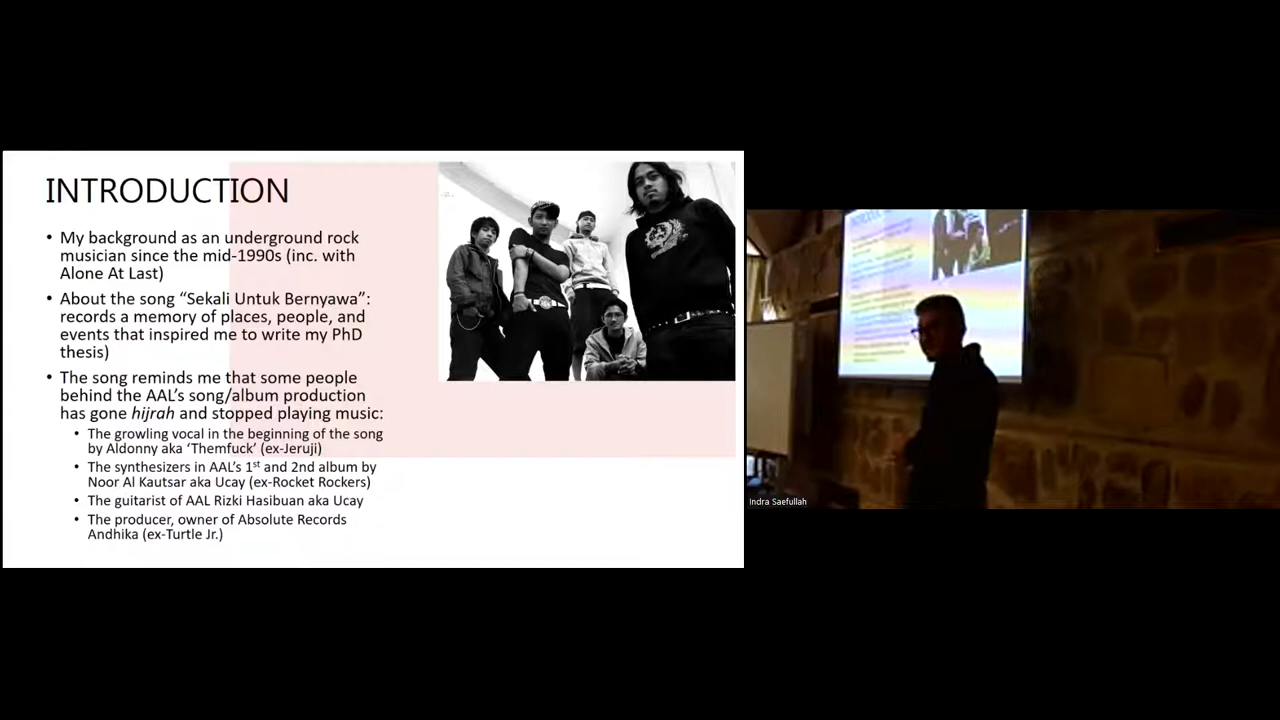 INTRODUCTION
• My background as an underground rock
musician since the mid-1990s (inc. with
Alone At Last)
• About the song “Sekali Untuk Bernyawa”:
records a memory of places, people, and
events that inspired me to write my PhD
thesis)
• The song reminds me that some people
behind the AAL’s song/album production
has gone hijrah and stopped playing music:
• The growling vocal in the beginning of the song
by Aldonny aka ‘Themfuck’ (ex-Jeruji)
• The synthesizers in AAL’s 1st and 2nd album by
Noor Al Kautsar aka Ucay (ex-Rocket Rockers)
• The guitarist of AAL Rizki Hasibuan aka Ucay
• The producer, owner of Absolute Records
Andhika (ex-Turtle Jr.)
Indra Saefullah